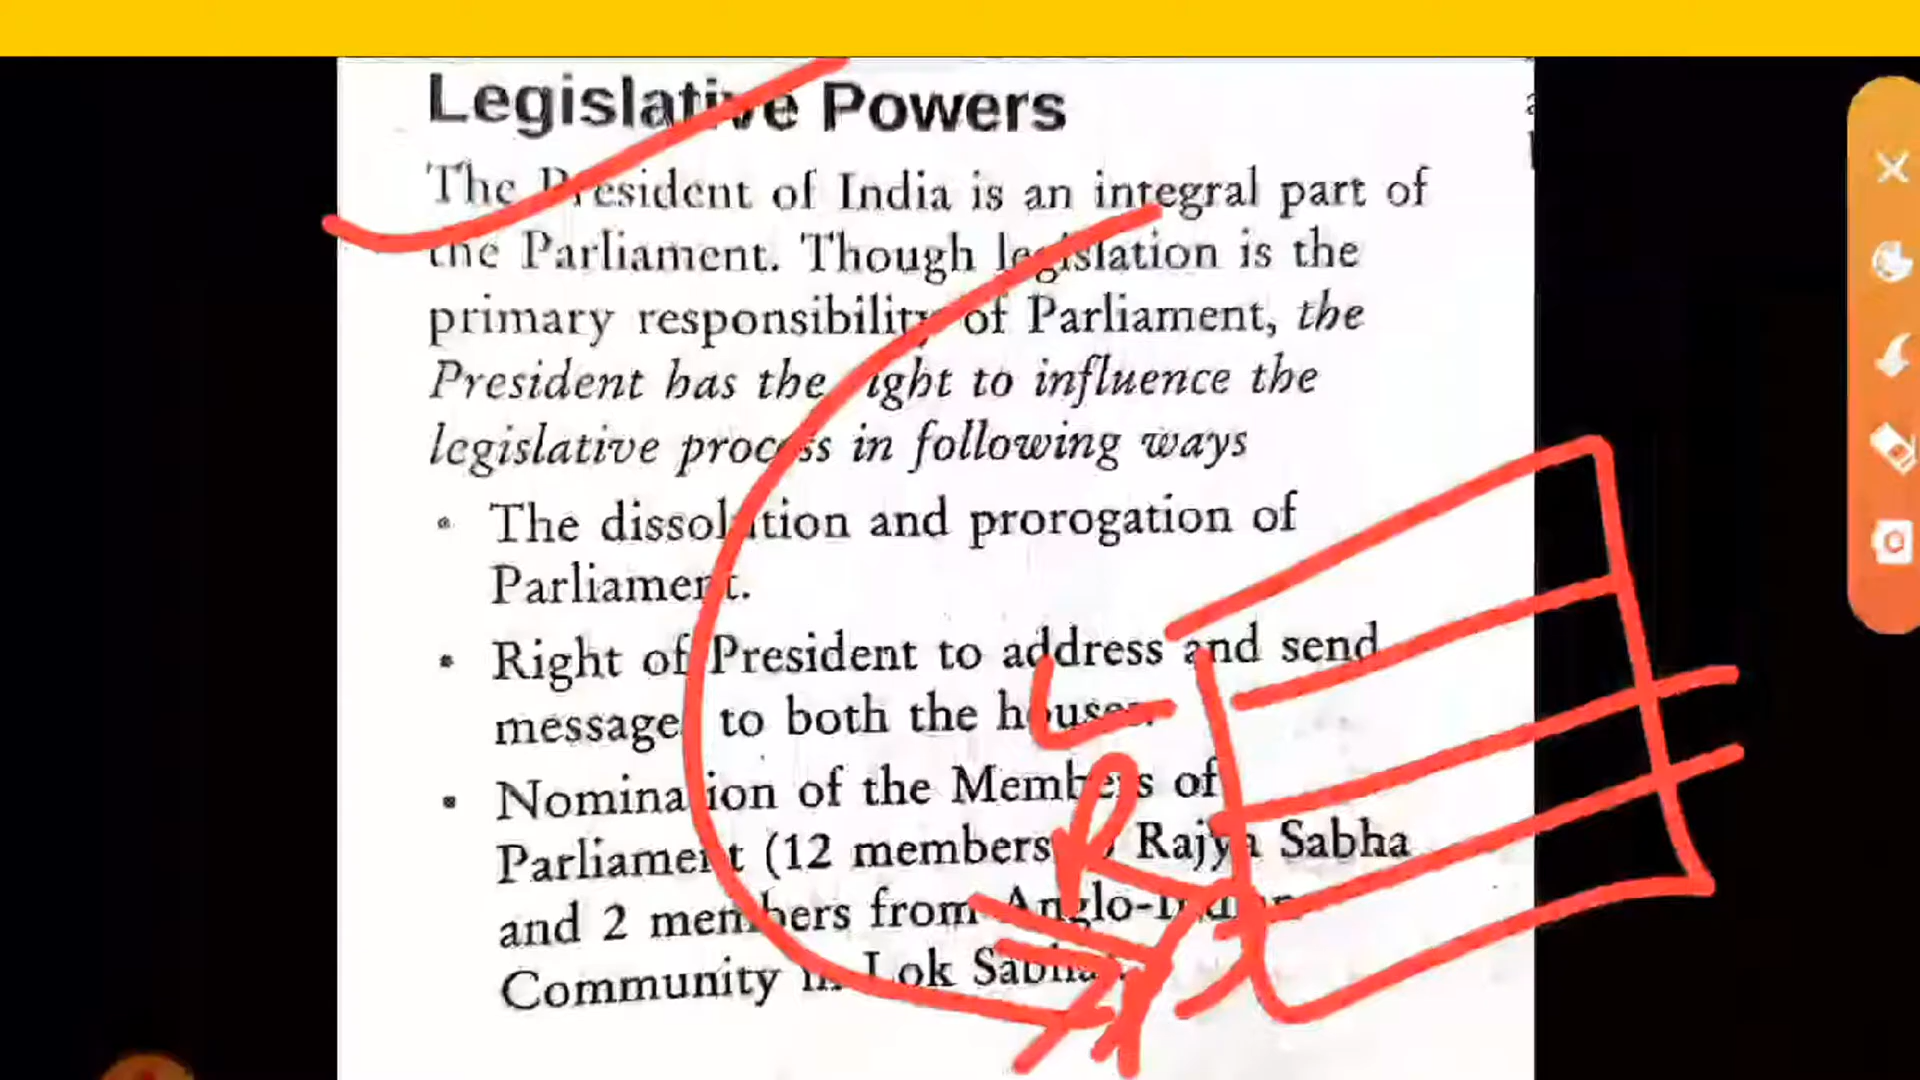 Legislative Powers
The President of India is an integral part of
the Parliament. Though legislation is the
primary responsibility of Parliament, the
President has the right to influence the
legislative process in following ways
• The dissolution and prorogation of
Parliament.
• Right of President to address and send
messages to both the houses.
• Nomination of the Members of
Parliament (12 members Rajya Sabha
and 2 members from Anglo-Indian
Community in Lok Sabha).
L
R